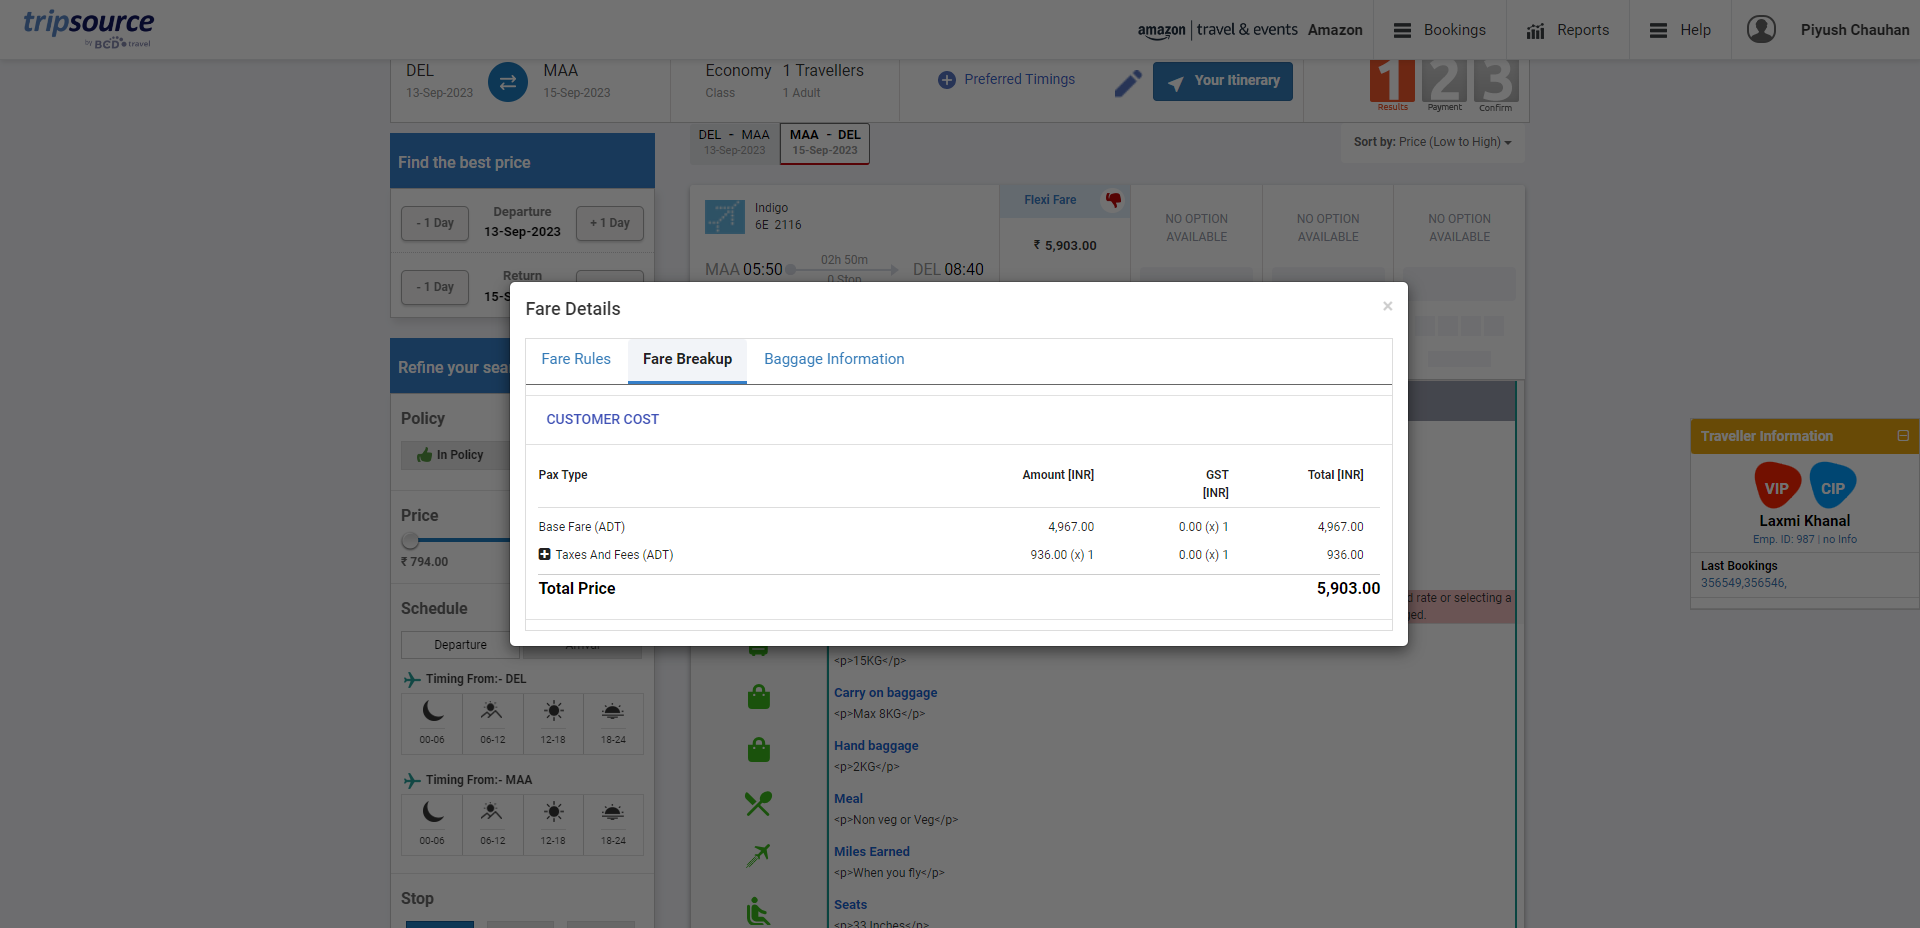 tripsource
by BCD travel
amazon | travel & events Amazon
Bookings
Reports
Help
Piyush Chauhan
DEL
13-Sep-2023
MAA
15-Sep-2023
Economy
Class
1 Travellers
1 Adult
Preferred Timings
Your Itinerary
1 2 3
Results Payment Confirm
Find the best price
- 1 Day
Departure
13-Sep-2023
+ 1 Day
- 1 Day
Return
15-S
Refine your sea
Policy
In Policy
Price
₹ 794.00
Schedule
Departure
Timing From:- DEL
00-06 06-12 12-18 18-24
Timing From:- MAA
00-06 06-12 12-18 18-24
Stop
DEL - MAA
13-Sep-2023
MAA - DEL
15-Sep-2023
Sort by: Price (Low to High)
Indigo
6E 2116
MAA 05:50
02h 50m
0 Stop
DEL 08:40
Flexi Fare
₹ 5,903.00
NO OPTION
AVAILABLE
NO OPTION
AVAILABLE
NO OPTION
AVAILABLE
Fare Details
×
Fare Rules
Fare Breakup
Baggage Information
CUSTOMER COST
Pax Type Amount [INR] GST
[INR] Total [INR]
Base Fare (ADT) 4,967.00 0.00 (x) 1 4,967.00
Taxes And Fees (ADT) 936.00 (x) 1 0.00 (x) 1 936.00
Total Price 5,903.00
d rate or selecting a
ged.
<p>15KG</p>
Carry on baggage
<p>Max 8KG</p>
Hand baggage
<p>2KG</p>
Meal
<p>Non veg or Veg</p>
Miles Earned
<p>When you fly</p>
Seats
<p>33 Inches</p>
Traveller Information
VIP
CIP
Laxmi Khanal
Emp. ID: 987 | no Info
Last Bookings
356549,356546,